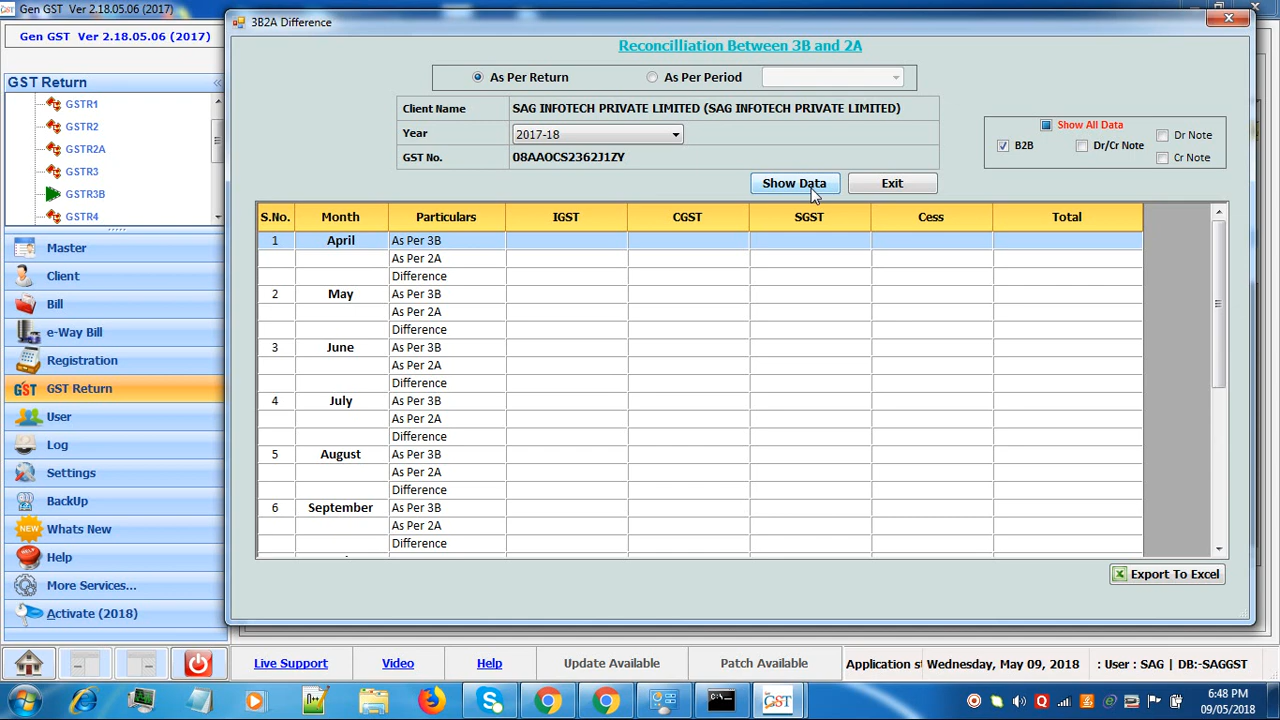 Gen GST Ver 2.18.05.06 (2017)
3B2A Difference
Gen GST Ver 2.18.05.06 (2017)
Reconcilliation Between 3B and 2A
As Per Return
As Per Period
Client Name
SAG INFOTECH PRIVATE LIMITED (SAG INFOTECH PRIVATE LIMITED)
Year
2017-18
GST No.
08AAOCS2362J1ZY
Show All Data
B2B
Dr/Cr Note
Dr Note
Cr Note
Show Data
Exit
GST Return
GSTR1
GSTR2
GSTR2A
GSTR3
GSTR3B
GSTR4
Master
Client
Bill
e-Way Bill
Registration
GST GST Return
User
Log
Settings
BackUp
NEW Whats New
Help Help
More Services...
Activate (2018)
S.No. Month Particulars IGST CGST SGST Cess Total
1 April As Per 3B
As Per 2A
Difference
2 May As Per 3B
As Per 2A
Difference
3 June As Per 3B
As Per 2A
Difference
4 July As Per 3B
As Per 2A
Difference
5 August As Per 3B
As Per 2A
Difference
6 September As Per 3B
As Per 2A
Difference
Export To Excel
Live Support
Video
Help
Update Available
Patch Available
Application st
Wednesday, May 09, 2018
: User : SAG | DB:-SAGGST
GST
6:48 PM
09/05/2018